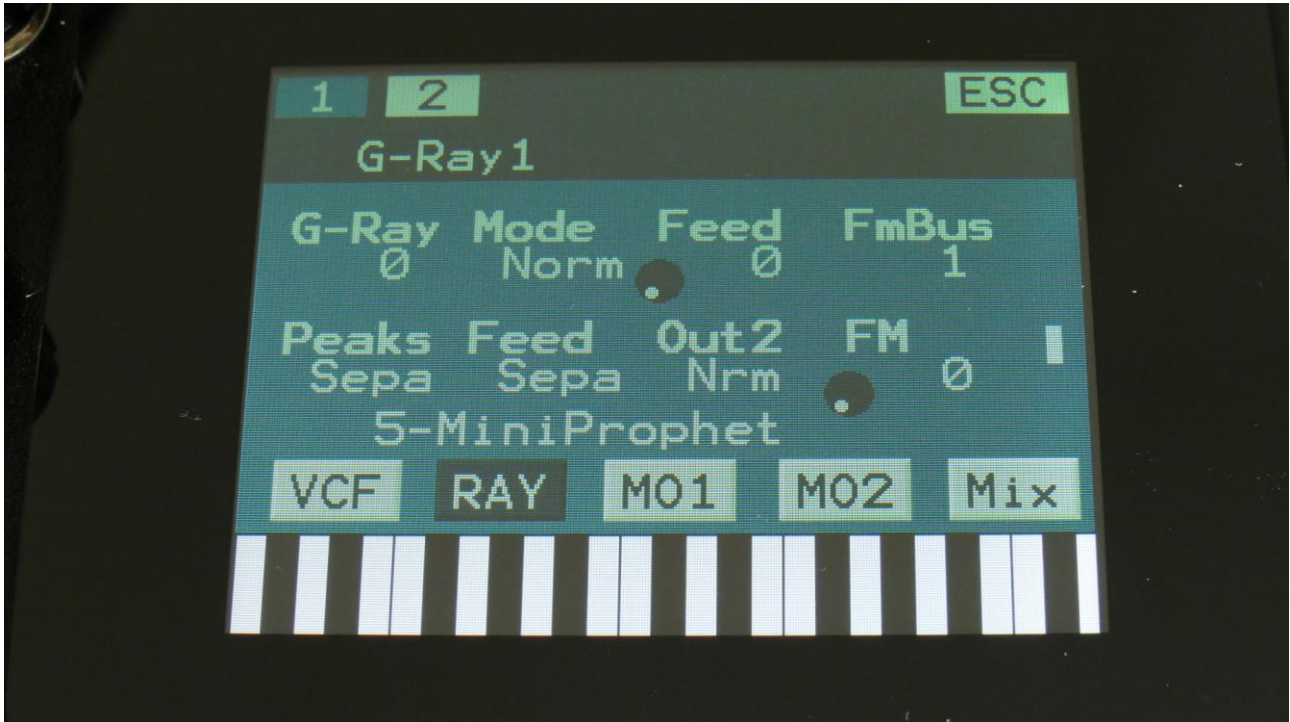 1 2 ESC
G-Ray1
G-Ray Mode Feed FmBus
0 Norm 0 1
Peaks Feed Out2 FM
Sepa Sepa Nrm 0
5-MiniProphet
VCF RAY MO1 MO2 Mix